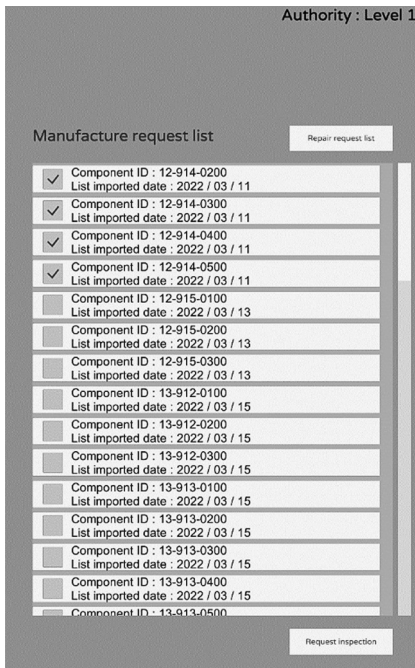 Authority : Level 1
Manufacture request list
Repair request list
Component ID : 12-914-0200
List imported date : 2022 / 03 / 11
Component ID : 12-914-0300
List imported date : 2022 / 03 / 11
Component ID : 12-914-0400
List imported date : 2022 / 03 / 11
Component ID : 12-914-0500
List imported date : 2022 / 03 / 11
Component ID : 12-915-0100
List imported date : 2022 / 03 / 13
Component ID : 12-915-0200
List imported date : 2022 / 03 / 13
Component ID : 12-915-0300
List imported date : 2022 / 03 / 13
Component ID : 13-912-0100
List imported date : 2022 / 03 / 15
Component ID : 13-912-0200
List imported date : 2022 / 03 / 15
Component ID : 13-912-0300
List imported date : 2022 / 03 / 15
Component ID : 13-913-0100
List imported date : 2022 / 03 / 15
Component ID : 13-913-0200
List imported date : 2022 / 03 / 15
Component ID : 13-913-0300
List imported date : 2022 / 03 / 15
Component ID : 13-913-0400
List imported date : 2022 / 03 / 15
Component ID : 13-913-0500
Request inspection